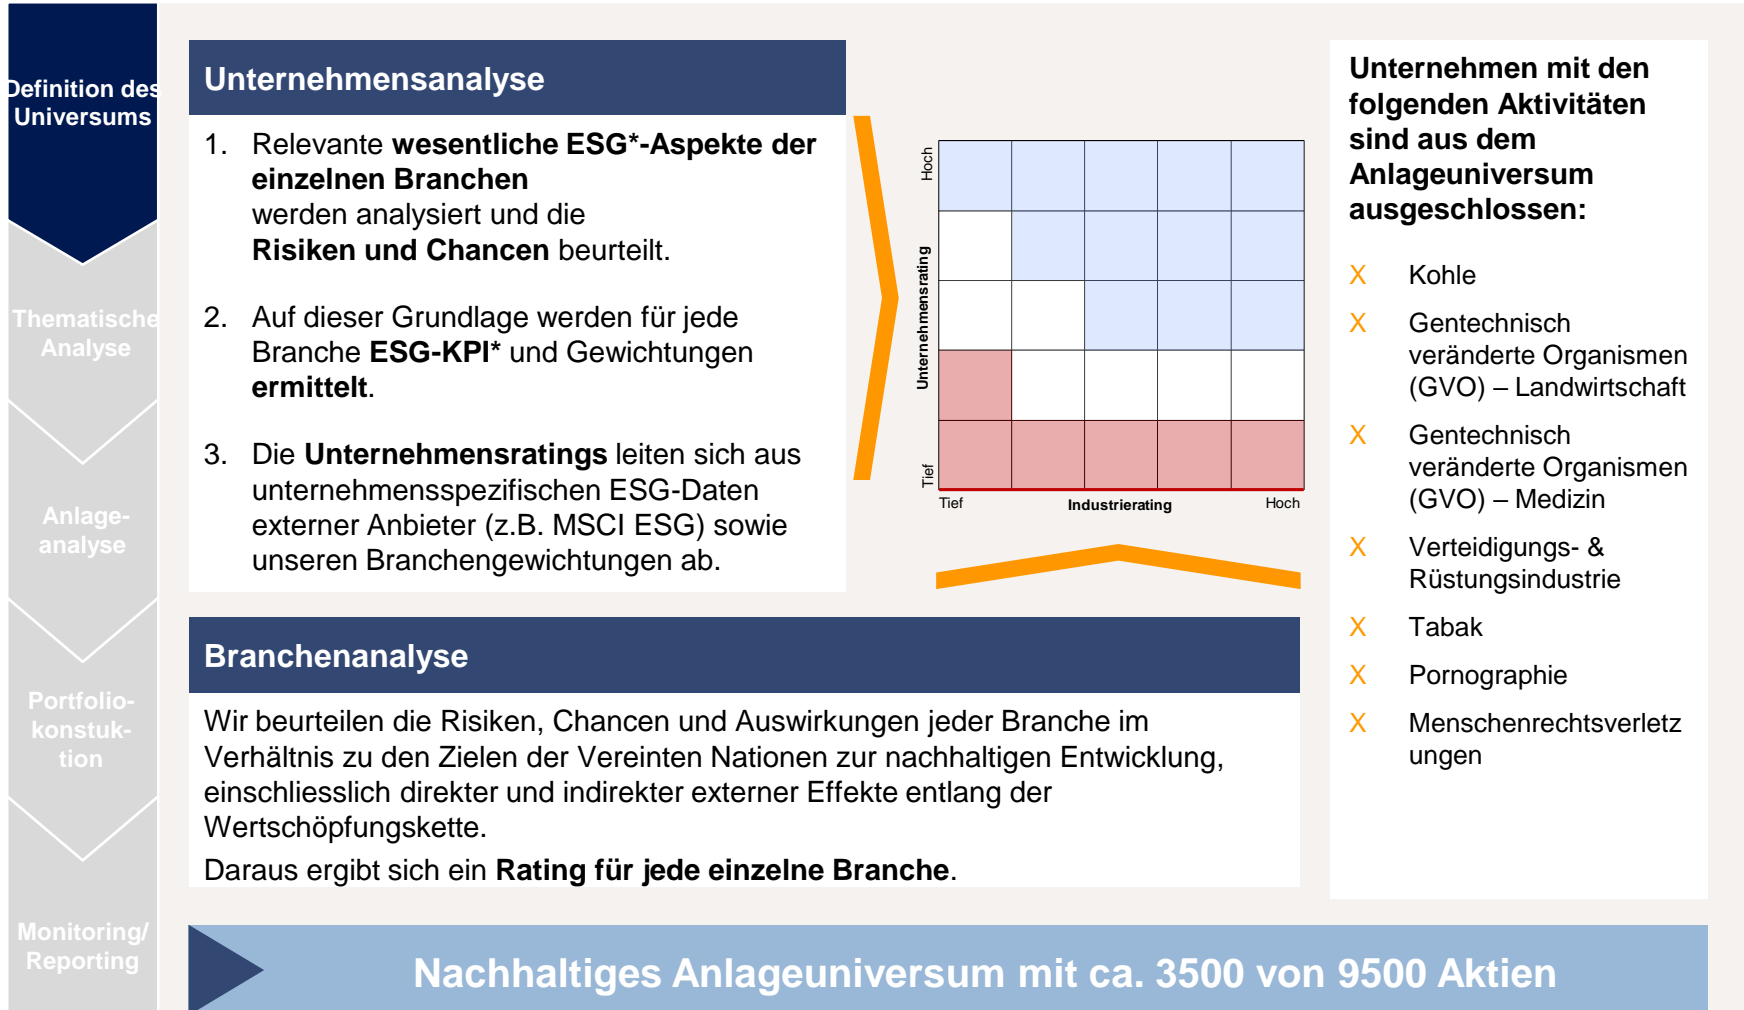 Definition des
Universums
Thematische
Analyse
Anlage-
analyse
Portfolio-
konstuk-
tion
Monitoring/
Reporting
Unternehmensanalyse
1. Relevante wesentliche ESG*-Aspekte der
einzelnen Branchen
werden analysiert und die
Risiken und Chancen beurteilt.
2. Auf dieser Grundlage werden für jede
Branche ESG-KPI* und Gewichtungen
ermittelt.
3. Die Unternehmensratings leiten sich aus
unternehmensspezifischen ESG-Daten
externer Anbieter (z.B. MSCI ESG) sowie
unseren Branchengewichtungen ab.
Hoch
Unternehmensrating
Tief
Tief Industrierating Hoch
Branchenanalyse
Wir beurteilen die Risiken, Chancen und Auswirkungen jeder Branche im
Verhältnis zu den Zielen der Vereinten Nationen zur nachhaltigen Entwicklung,
einschliesslich direkter und indirekter externer Effekte entlang der
Wertschöpfungskette.
Daraus ergibt sich ein Rating für jede einzelne Branche.
Unternehmen mit den
folgenden Aktivitäten
sind aus dem
Anlageuniversum
ausgeschlossen:
X Kohle
X Gentechnisch
veränderte Organismen
(GVO) – Landwirtschaft
X Gentechnisch
veränderte Organismen
(GVO) – Medizin
X Verteidigungs- &
Rüstungsindustrie
X Tabak
X Pornographie
X Menschenrechtsverletz
ungen
Nachhaltiges Anlageuniversum mit ca. 3500 von 9500 Aktien